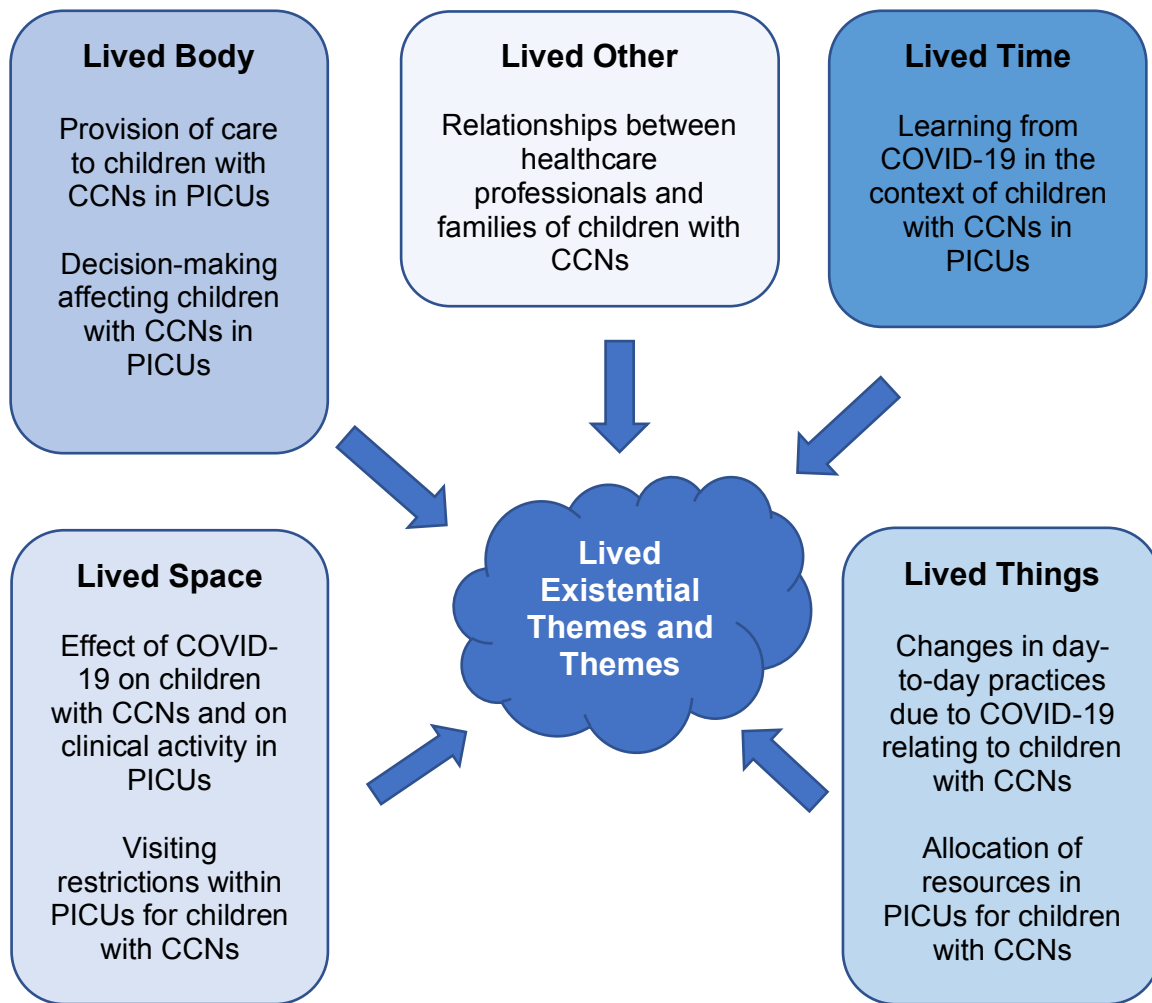 Lived Body
Provision of care
to children with
CCNs in PICUs
Decision-making
affecting children
with CCNs in
PICUs
Lived Other
Relationships between
healthcare
professionals and
families of children with
CCNs
Lived Time
Learning from
COVID-19 in the
context of children
with CCNs in
PICUs
Lived Space
Effect of COVID-
19 on children
with CCNs and on
clinical activity in
PICUs
Visiting
restrictions within
PICUs for children
with CCNs
Lived
Existential
Themes and
Themes
Lived Things
Changes in day-
to-day practices
due to COVID-19
relating to children
with CCNs
Allocation of
resources in
PICUs for children
with CCNs